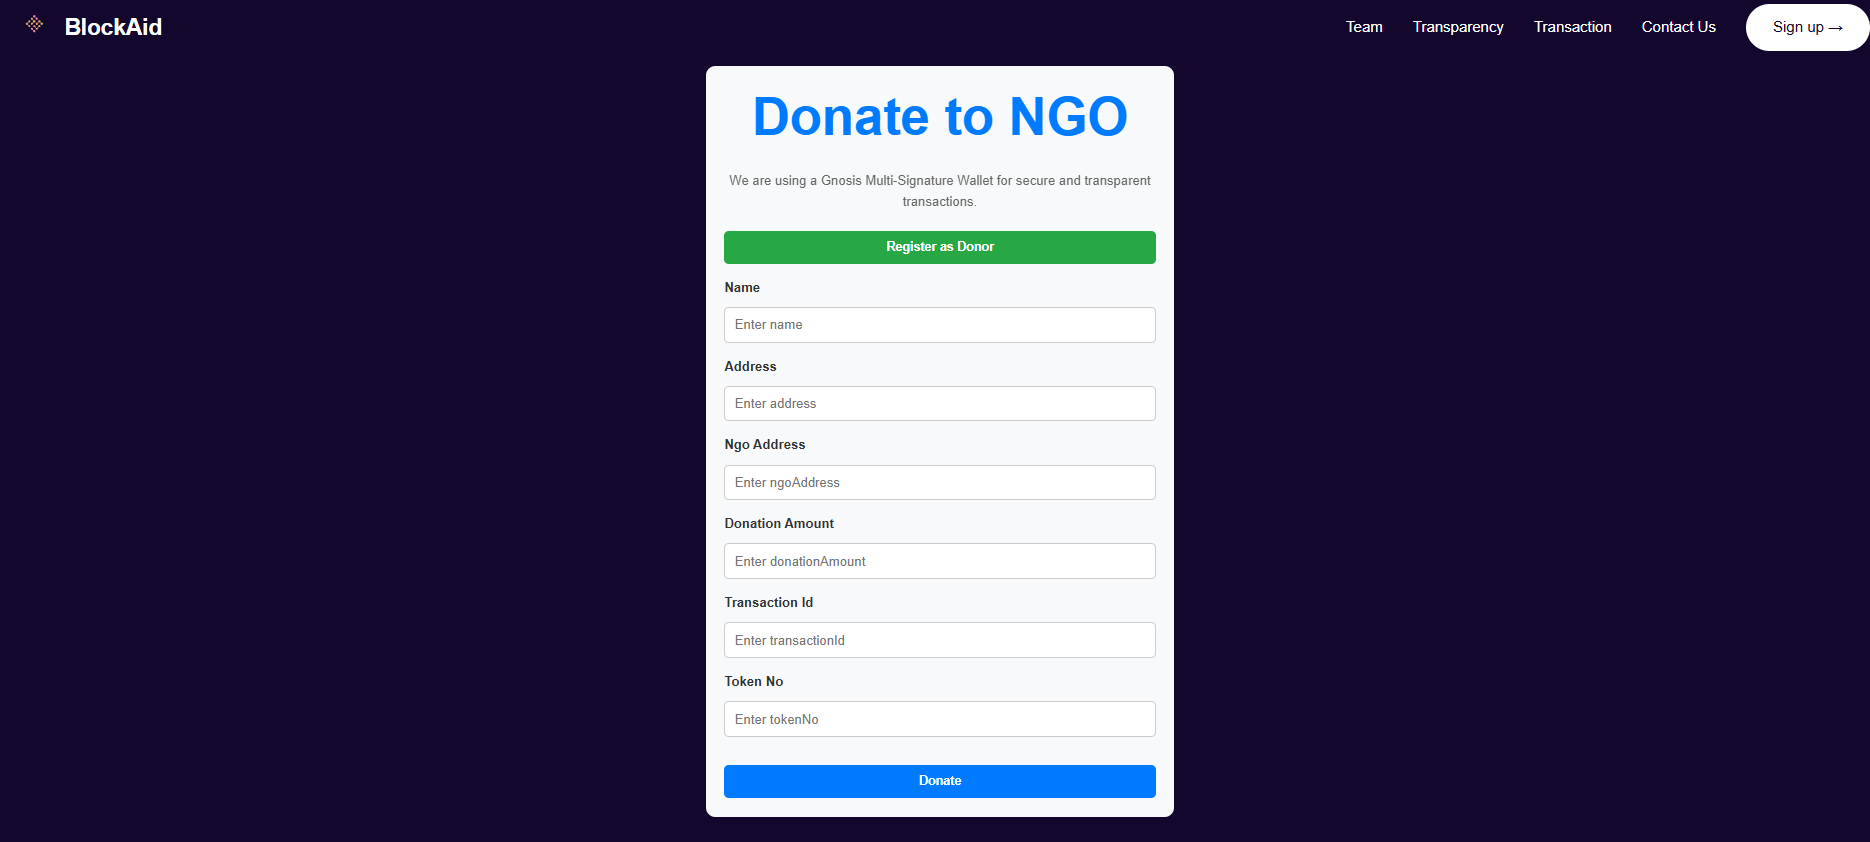 BlockAid
Team
Transparency
Transaction
Contact Us
Sign up →
Donate to NGO
We are using a Gnosis Multi-Signature Wallet for secure and transparent
transactions.
Register as Donor
Name
Enter name
Address
Enter address
Ngo Address
Enter ngoAddress
Donation Amount
Enter donationAmount
Transaction Id
Enter transactionId
Token No
Enter tokenNo
Donate